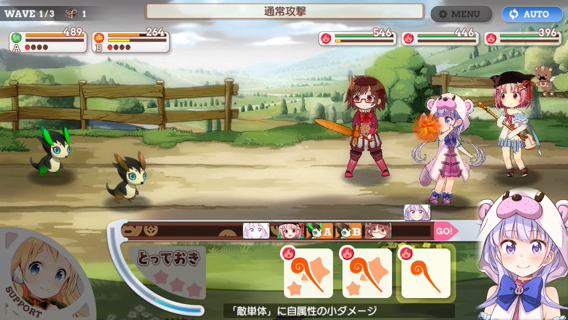 WAVE 1/3 1
通常攻撃
MENU
AUTO
489
264
546
446
396
A
B
A
B
GO!
とっておき
SUPPORT
「敵単体」に自属性の小ダメージ